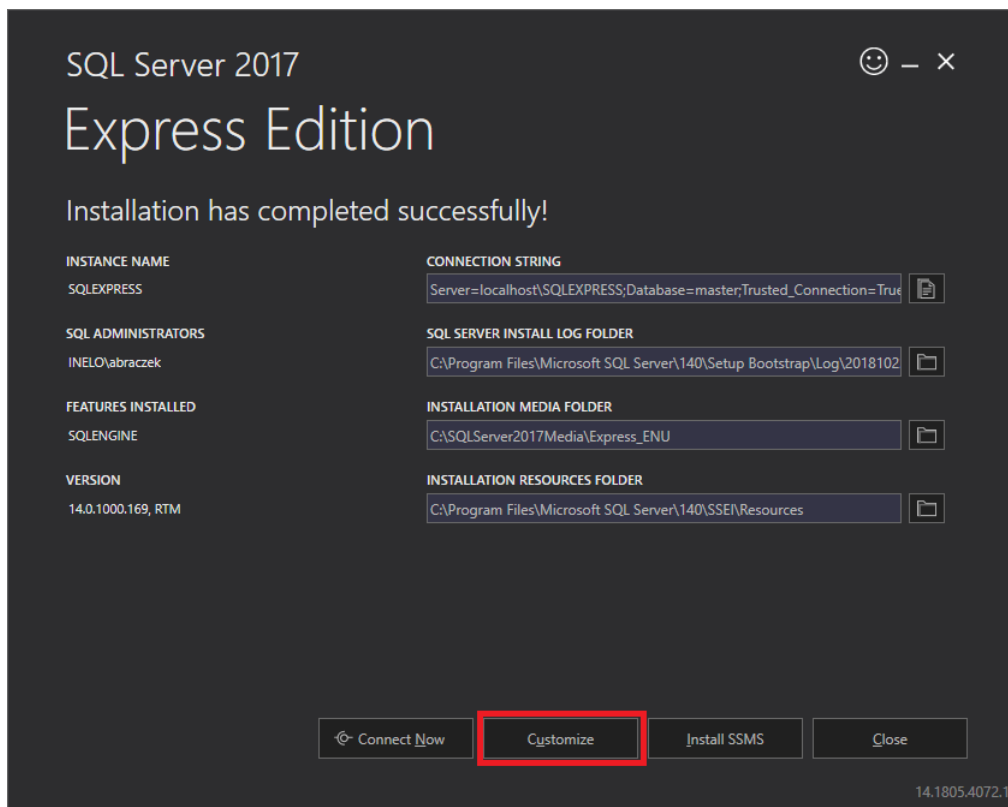 SQL Server 2017
Express Edition
Installation has completed successfully!
INSTANCE NAME
SQLEXPRESS
CONNECTION STRING
Server=localhost\SQLEXPRESS;Database=master;Trusted_Connection=True
SQL ADMINISTRATORS
INELO\abraczek
SQL SERVER INSTALL LOG FOLDER
C:\Program Files\Microsoft SQL Server\140\Setup Bootstrap\Log\2018102
FEATURES INSTALLED
SQLENGINE
INSTALLATION MEDIA FOLDER
C:\SQLServer2017Media\Express_ENU
VERSION
14.0.1000.169, RTM
INSTALLATION RESOURCES FOLDER
C:\Program Files\Microsoft SQL Server\140\SSEI\Resources
Connect Now
Customize
Install SSMS
Close
14.1805.4072.1